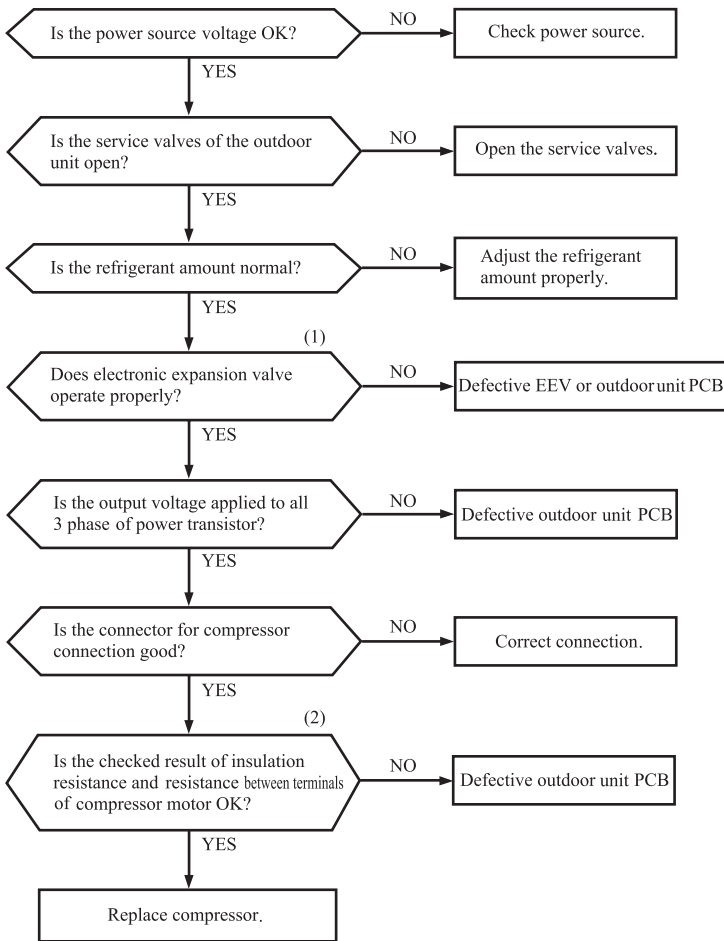 Is the power source voltage OK?
NO
Check power source.
YES
Is the service valves of the outdoor
unit open?
NO
Open the service valves.
YES
Is the refrigerant amount normal?
NO
Adjust the refrigerant
amount properly.
YES
(1)
Does electronic expansion valve
operate properly?
NO
Defective EEV or outdoor unit PCB
YES
Is the output voltage applied to all
3 phase of power transistor?
NO
Defective outdoor unit PCB
YES
Is the connector for compressor
connection good?
NO
Correct connection.
YES
(2)
Is the checked result of insulation
resistance and resistance between terminals
of compressor motor OK?
NO
Defective outdoor unit PCB
YES
Replace compressor.